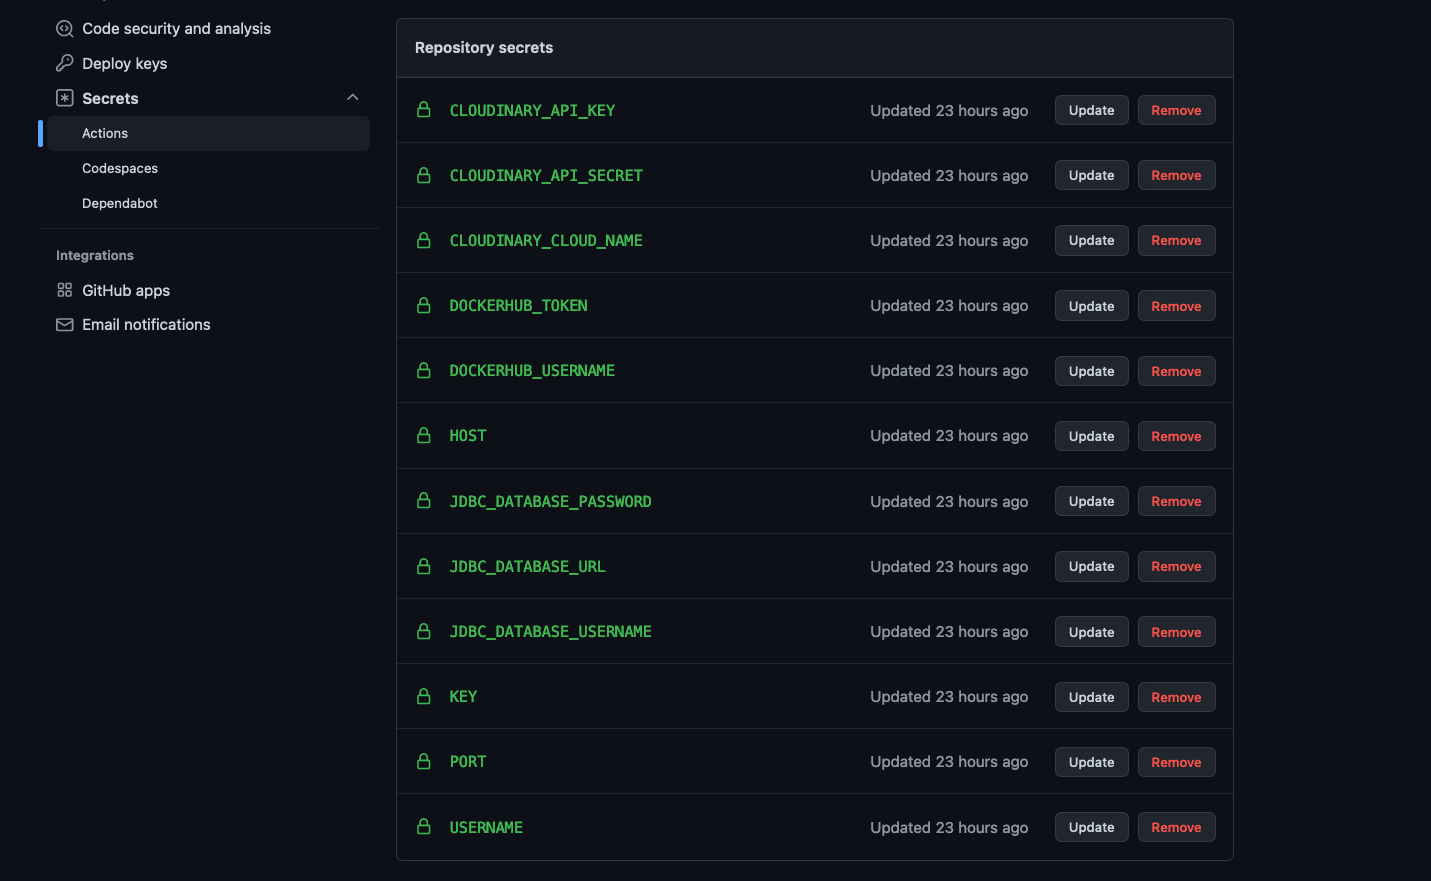 Code security and analysis
Deploy keys
Secrets
Actions
Codespaces
Dependabot
Integrations
GitHub apps
Email notifications
Repository secrets
CLOUDINARY_API_KEY Updated 23 hours ago Update Remove
CLOUDINARY_API_SECRET Updated 23 hours ago Update Remove
CLOUDINARY_CLOUD_NAME Updated 23 hours ago Update Remove
DOCKERHUB_TOKEN Updated 23 hours ago Update Remove
DOCKERHUB_USERNAME Updated 23 hours ago Update Remove
HOST Updated 23 hours ago Update Remove
JDBC_DATABASE_PASSWORD Updated 23 hours ago Update Remove
JDBC_DATABASE_URL Updated 23 hours ago Update Remove
JDBC_DATABASE_USERNAME Updated 23 hours ago Update Remove
KEY Updated 23 hours ago Update Remove
PORT Updated 23 hours ago Update Remove
USERNAME Updated 23 hours ago Update Remove